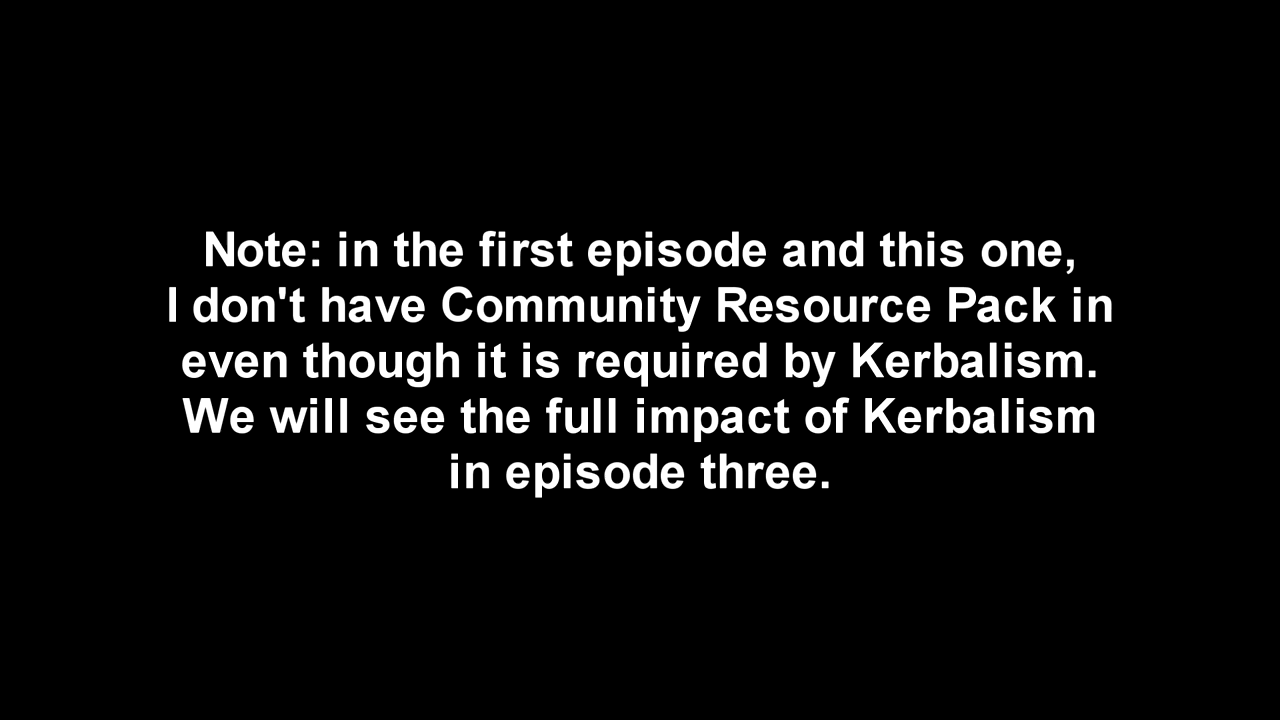 Note: in the first episode and this one,
I don't have Community Resource Pack in
even though it is required by Kerbalism.
We will see the full impact of Kerbalism
in episode three.